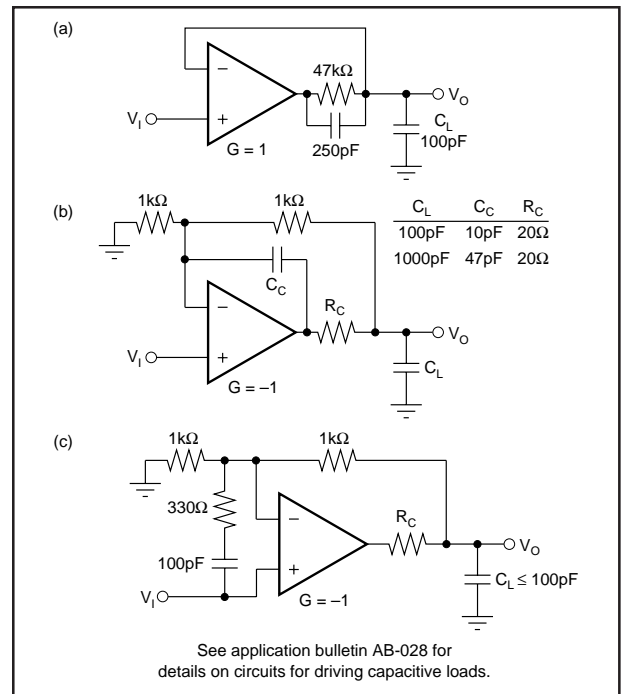 (a)
47kΩ
−
+
V_I
G = 1
250pF
V_O
C_L
100pF
(b)
1kΩ
1kΩ
C_L C_C R_C
100pF 10pF 20Ω
1000pF 47pF 20Ω
C_C
−
+
R_C
V_I
G = −1
V_O
C_L
(c)
1kΩ
1kΩ
330Ω
100pF
−
+
R_C
V_I
G = −1
V_O
C_L ≤ 100pF
See application bulletin AB-028 for
details on circuits for driving capacitive loads.